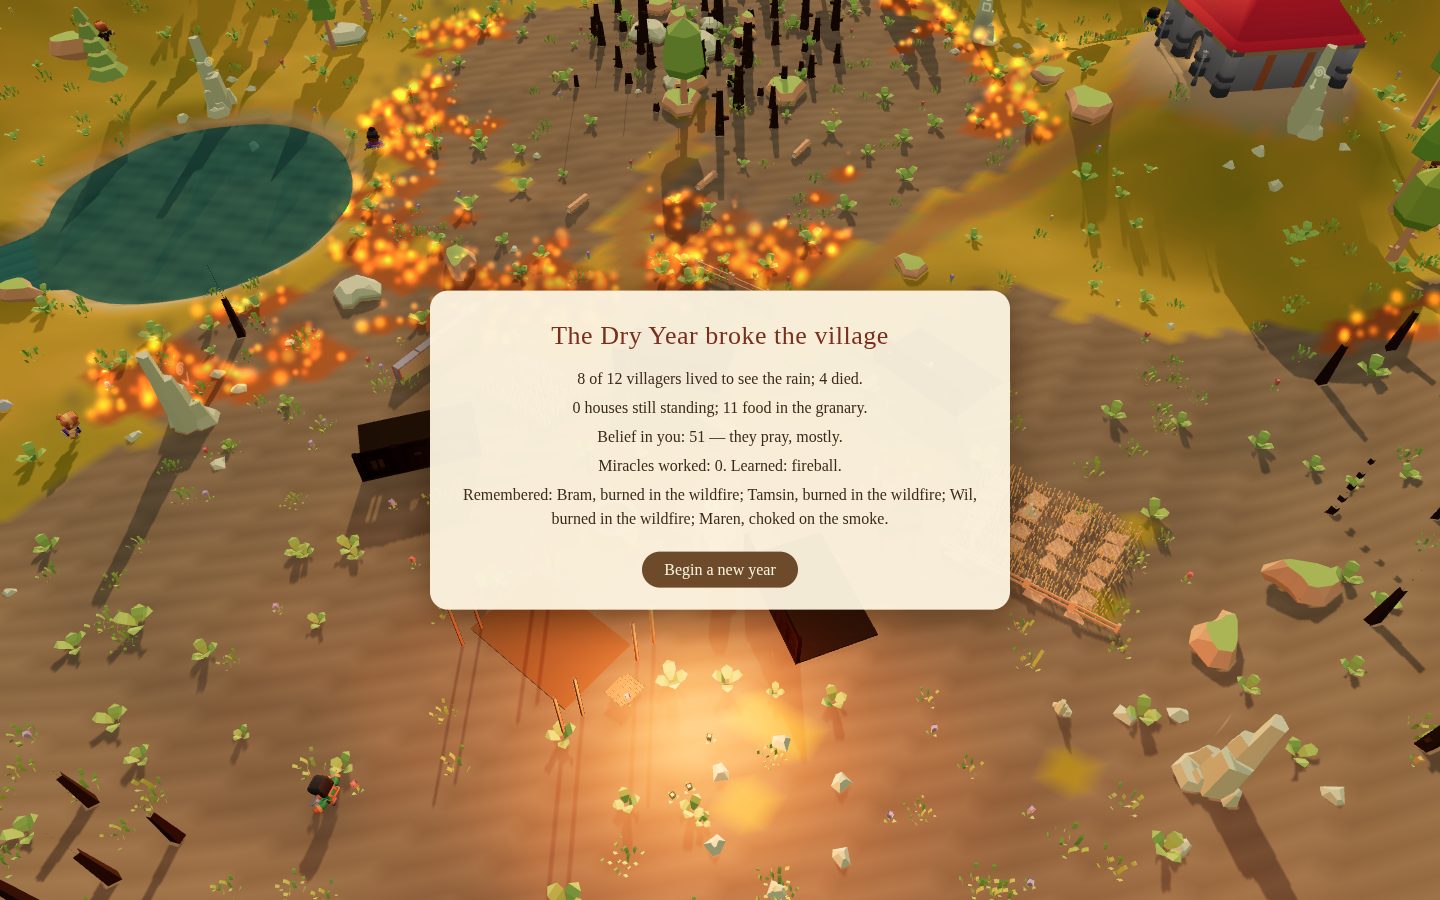 The Dry Year broke the village
8 of 12 villagers lived to see the rain; 4 died.
0 houses still standing; 11 food in the granary.
Belief in you: 51 — they pray, mostly.
Miracles worked: 0. Learned: fireball.
Remembered: Bram, burned in the wildfire; Tamsin, burned in the wildfire; Wil,
burned in the wildfire; Maren, choked on the smoke.
Begin a new year